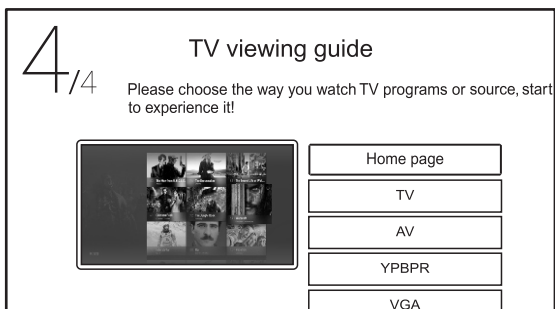 4/4
TV viewing guide
Please choose the way you watch TV programs or source, start
to experience it!
Home page
TV
AV
YPBPR
VGA